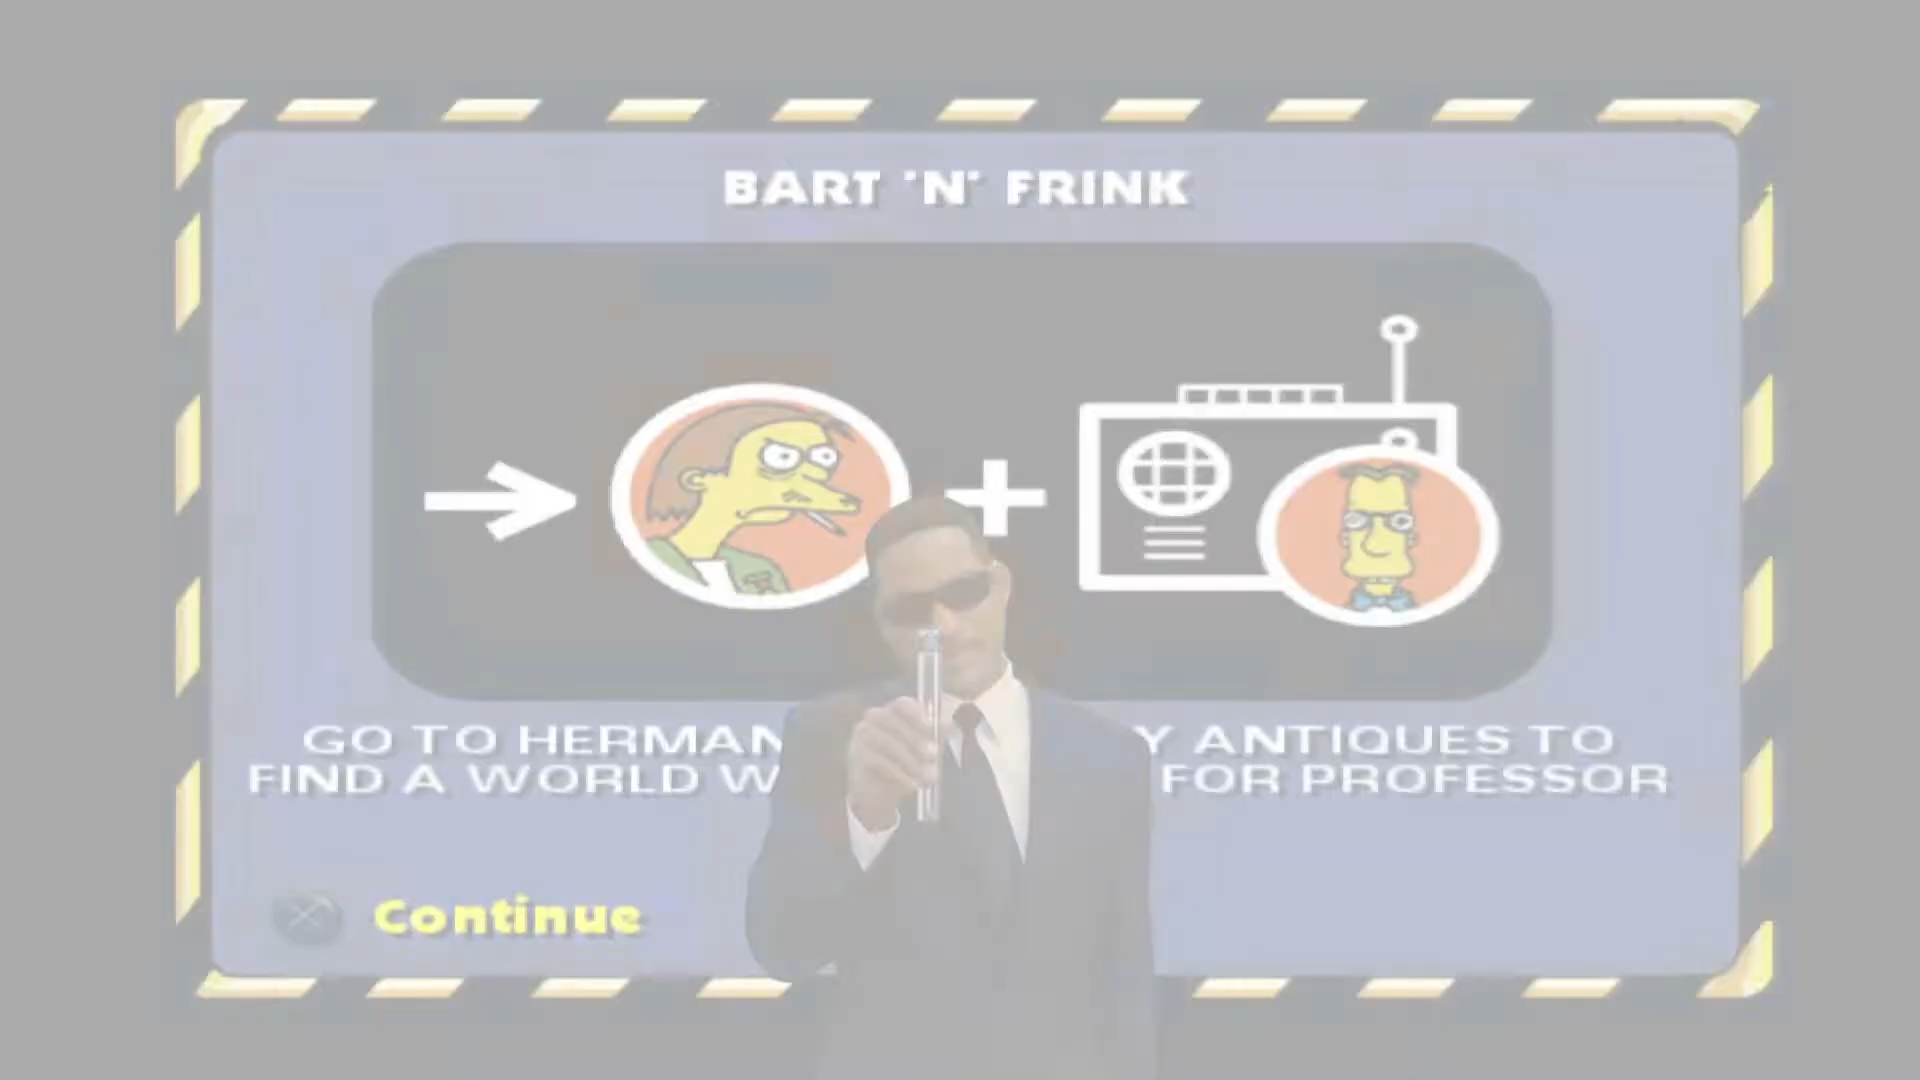 BART 'N' FRINK
GO TO HERMAN Y ANTIQUES TO
FIND A WORLD W FOR PROFESSOR
Continue